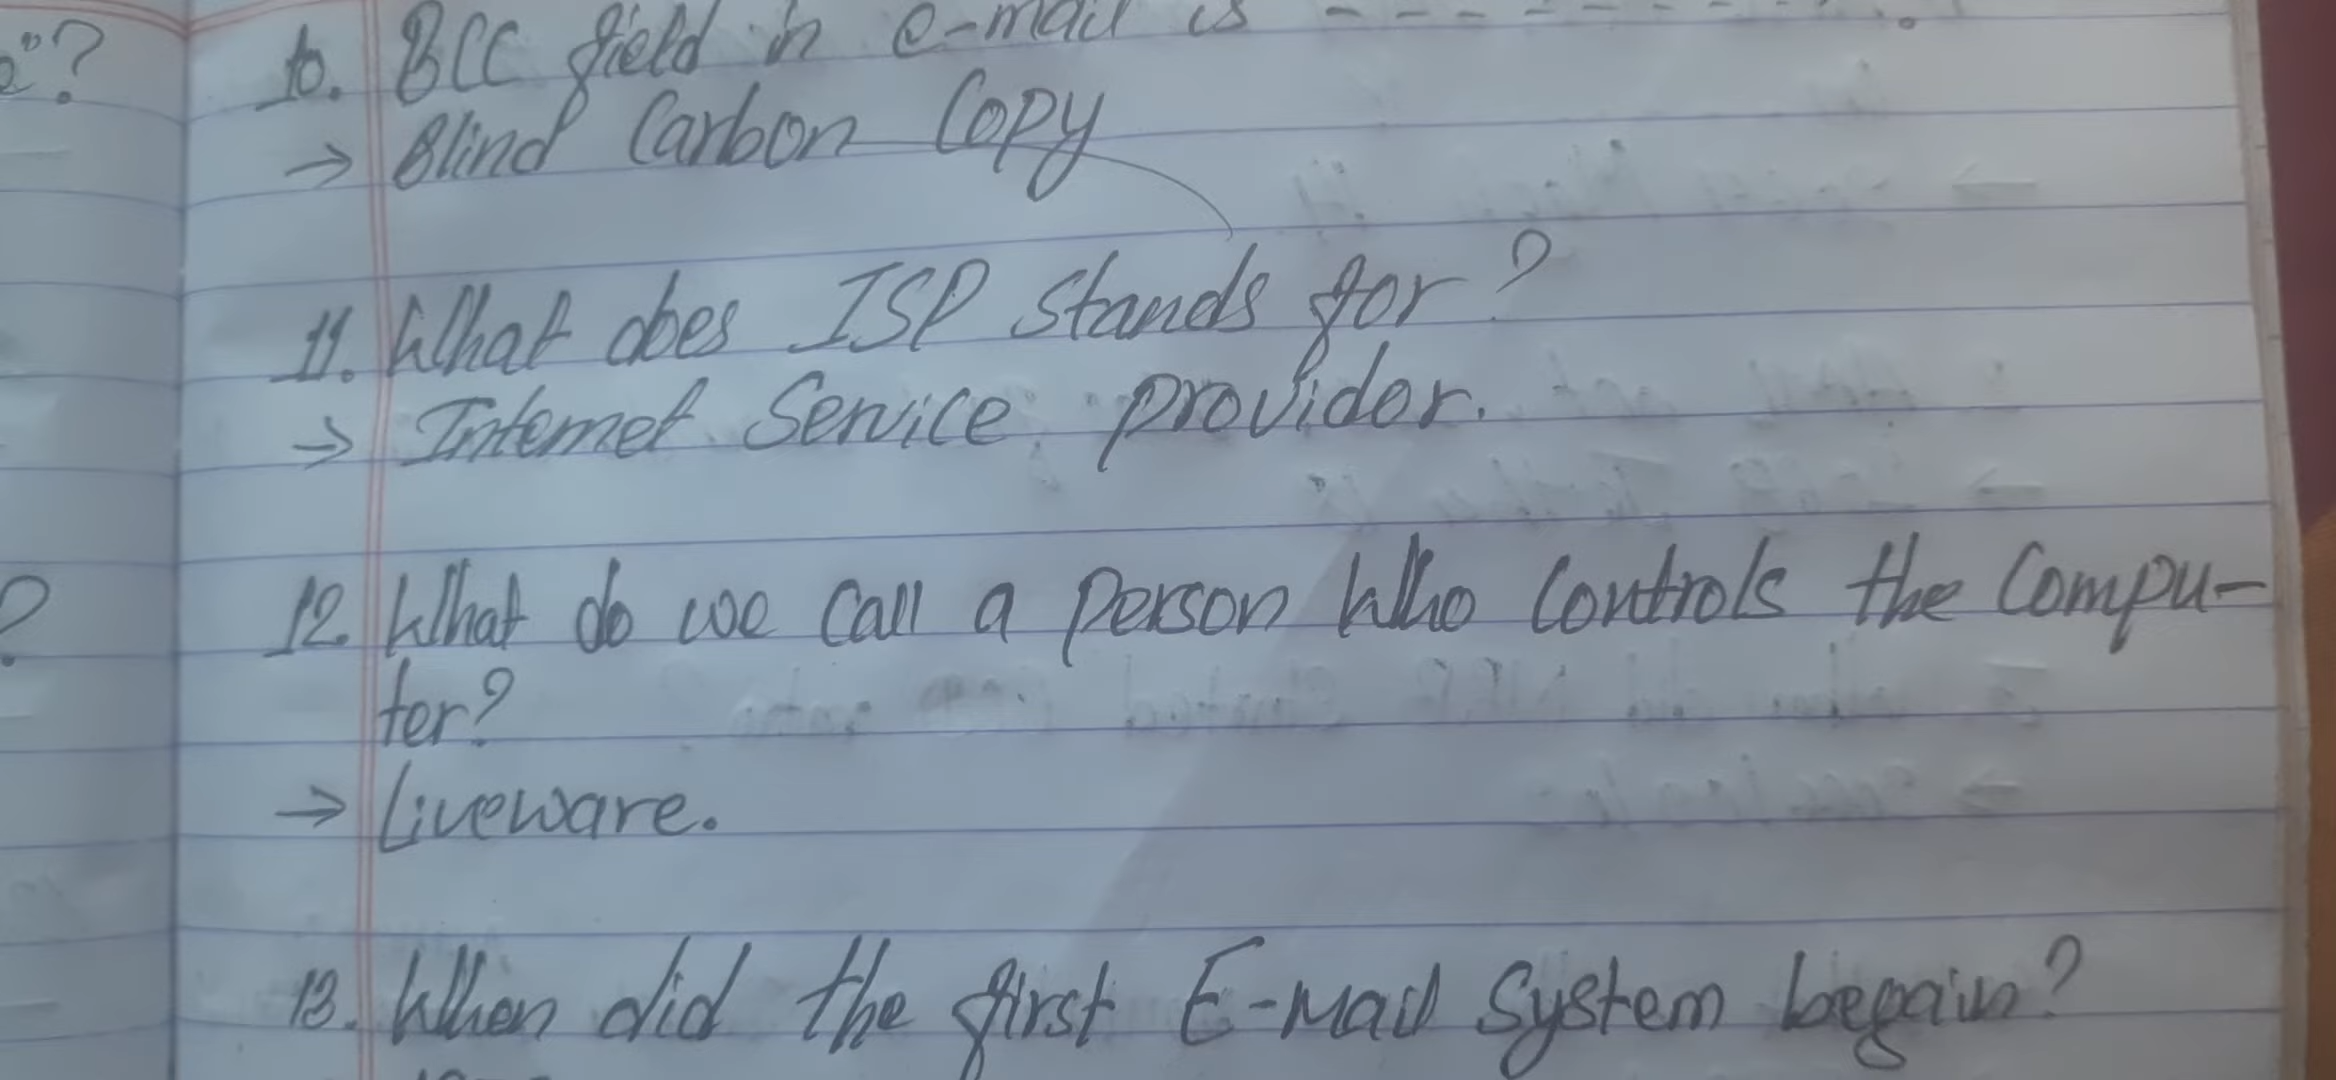 10. BCC field in e-mail is - - - - - - - - - .
→ Blind Carbon Copy
11. What does ISP stands for?
→ Internet Service provider.
12. What do we call a person who controls the compu-
ter?
→ Liveware.
13. When did the first E-mail system begain?